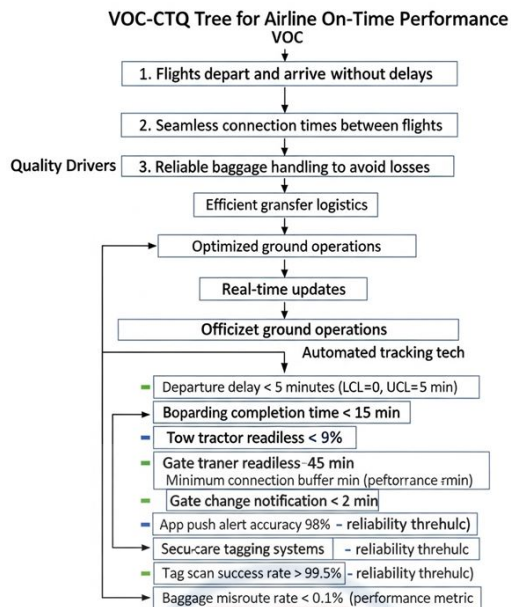 VOC-CTQ Tree for Airline On-Time Performance
VOC
1. Flights depart and arrive without delays
2. Seamless connection times between flights
Quality Drivers
3. Reliable baggage handling to avoid losses
Efficient gransfer logistics
Optimized ground operations
Real-time updates
Officizet ground operations
Automated tracking tech
Departure delay < 5 minutes (LCL=0, UCL=5 min)
Boparding completion time < 15 min
Tow tractor readiless < 9%
Gate traner readiless-45 min
Minimum connection buffer min (peftorrance rmin)
Gate change notification < 2 min
App push alert accuracy 98% – reliability threhulc)
Secu-care tagging systems – reliability threhulc
Tag scan success rate > 99.5% – reliability threhulc)
Baggage misroute rate < 0.1% (performance metric